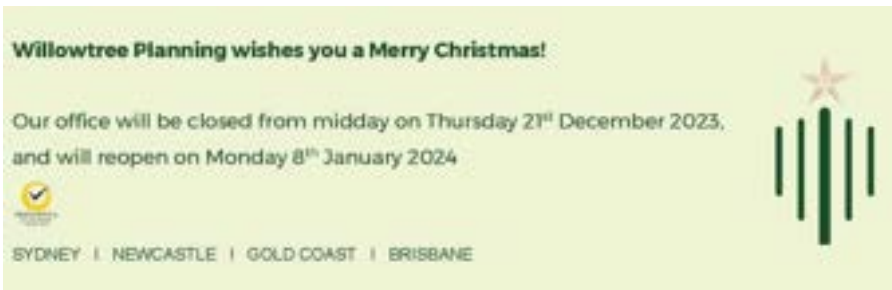 Willowtree Planning wishes you a Merry Christmas!
Our office will be closed from midday on Thursday 21st December 2023,
and will reopen on Monday 8th January 2024
SYDNEY I NEWCASTLE I GOLD COAST I BRISBANE